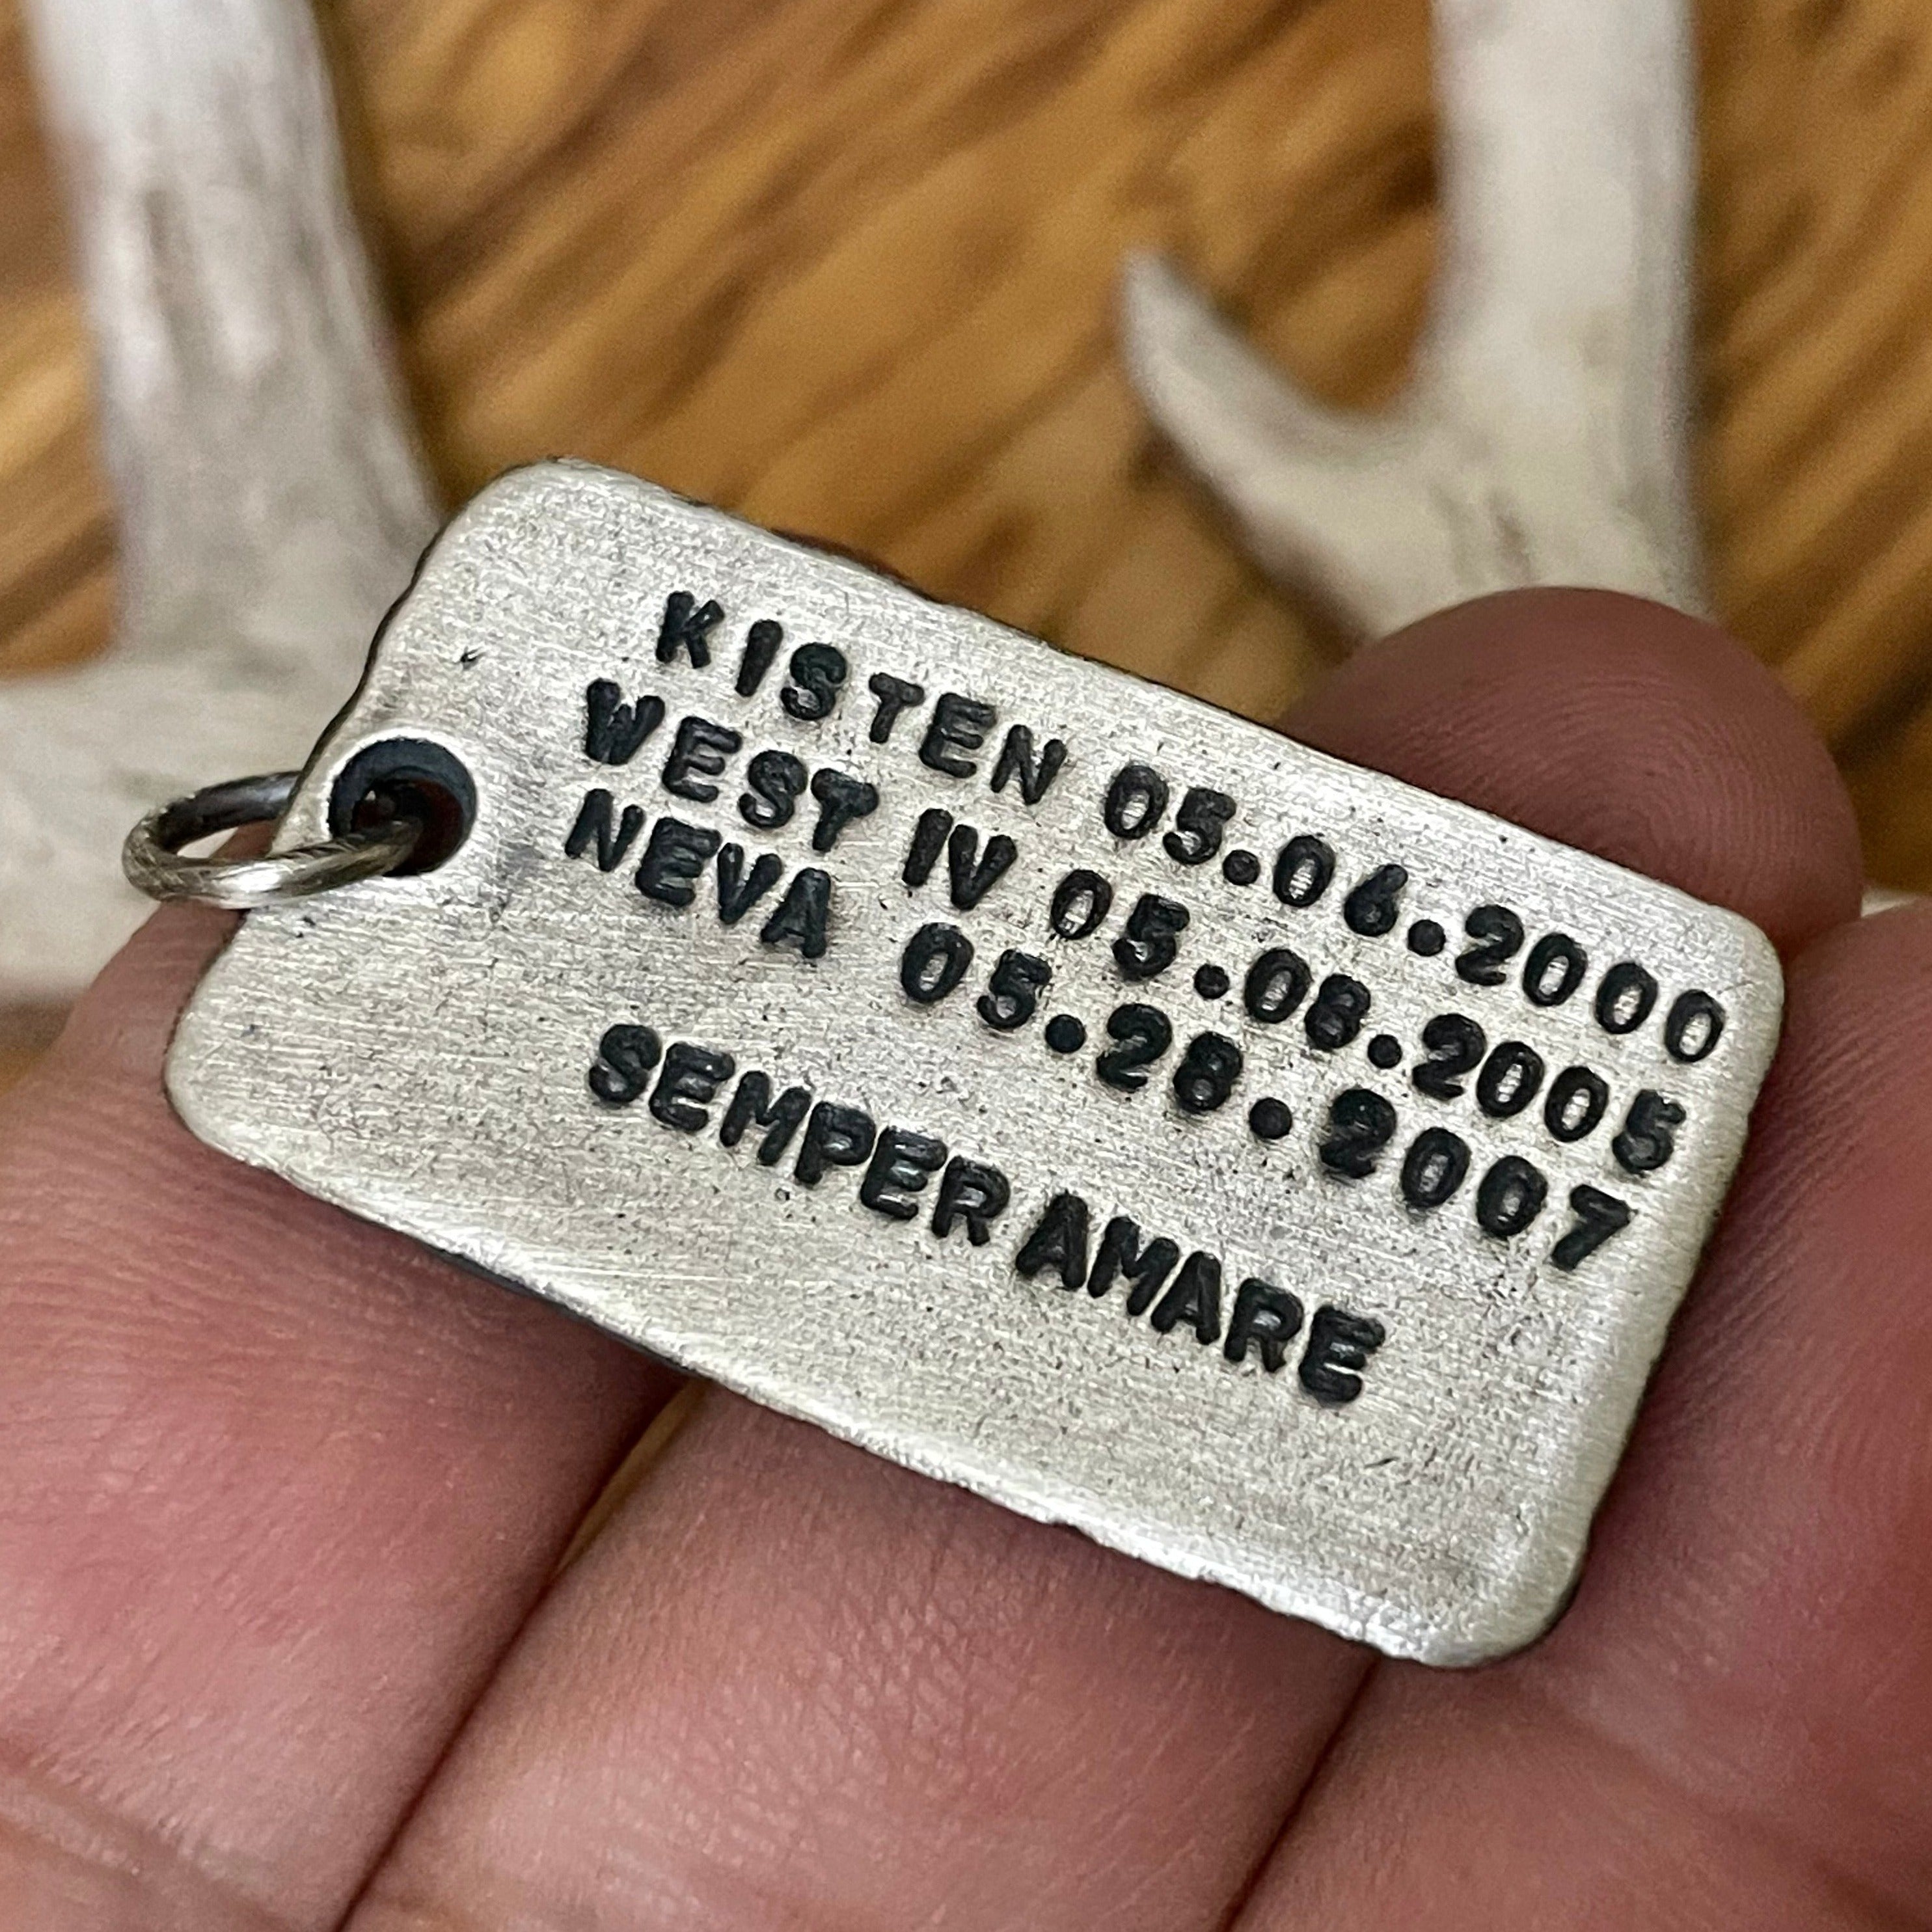 KISTEN 05.06.2000
WEST IV 05.08.2005
NEVA 05.28.2007
SEMPER AMARE